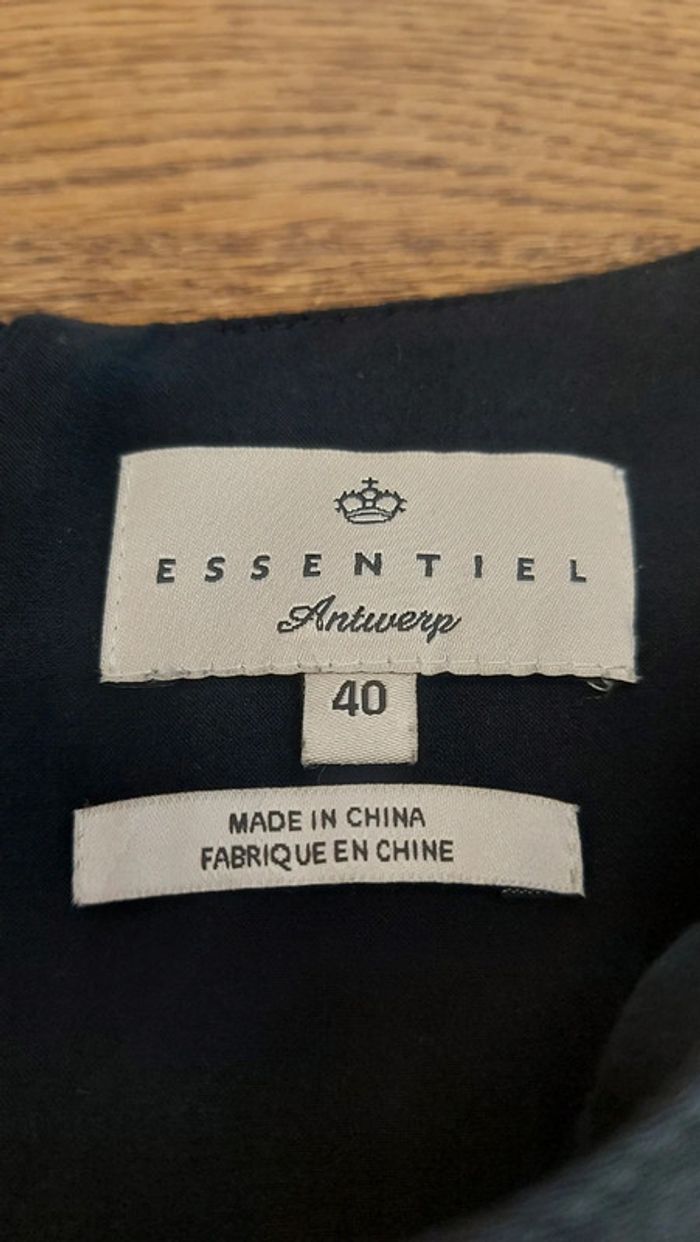 ESSENTIEL
Antwerp
40
MADE IN CHINA
FABRIQUE EN CHINE